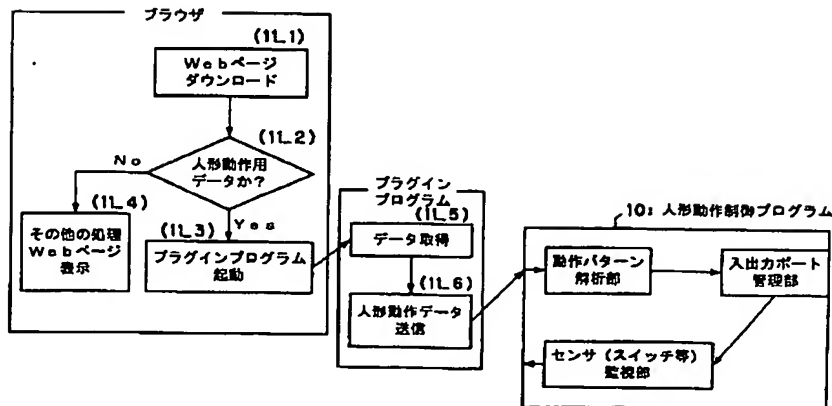 ブラウザ
(11_1)
Webページ
ダウンロード
(11_2)
人形動作用
データか?
No
Yes
(11_4)
その他の処理
Webページ
表示
(11_3)
プラグインプログラム
起動
プラグイン
プログラム
(11_5)
データ取得
(11_6)
人形動作データ
送信
10:人形動作制御プログラム
動作パターン
解析部
入出力ポート
管理部
センサ(スイッチ等)
監視部